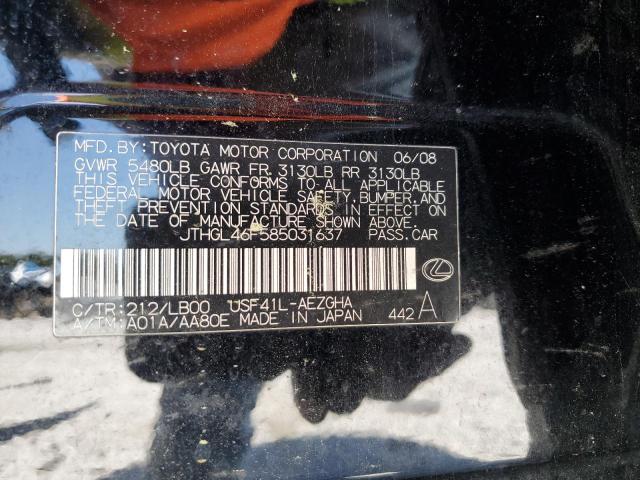 MFD. BY: TOYOTA MOTOR CORPORATION 06/08
GVWR 5480LB GAWR FR. 3130LB RR 3130LB
THIS VEHICLE CONFORMS TO ALL APPLICABLE
FEDERAL MOTOR VEHICLE SAFETY, BUMPER, AND
THEFT PREVENTION STANDARDS IN EFFECT ON
THE DATE OF MANUFACTURE SHOWN ABOVE.
JTHGL46F585031637 PASS. CAR
C/TR: 212/LB00 USF41L-AEZGHA
A/TM: A01A/AA80E MADE IN JAPAN 442 A